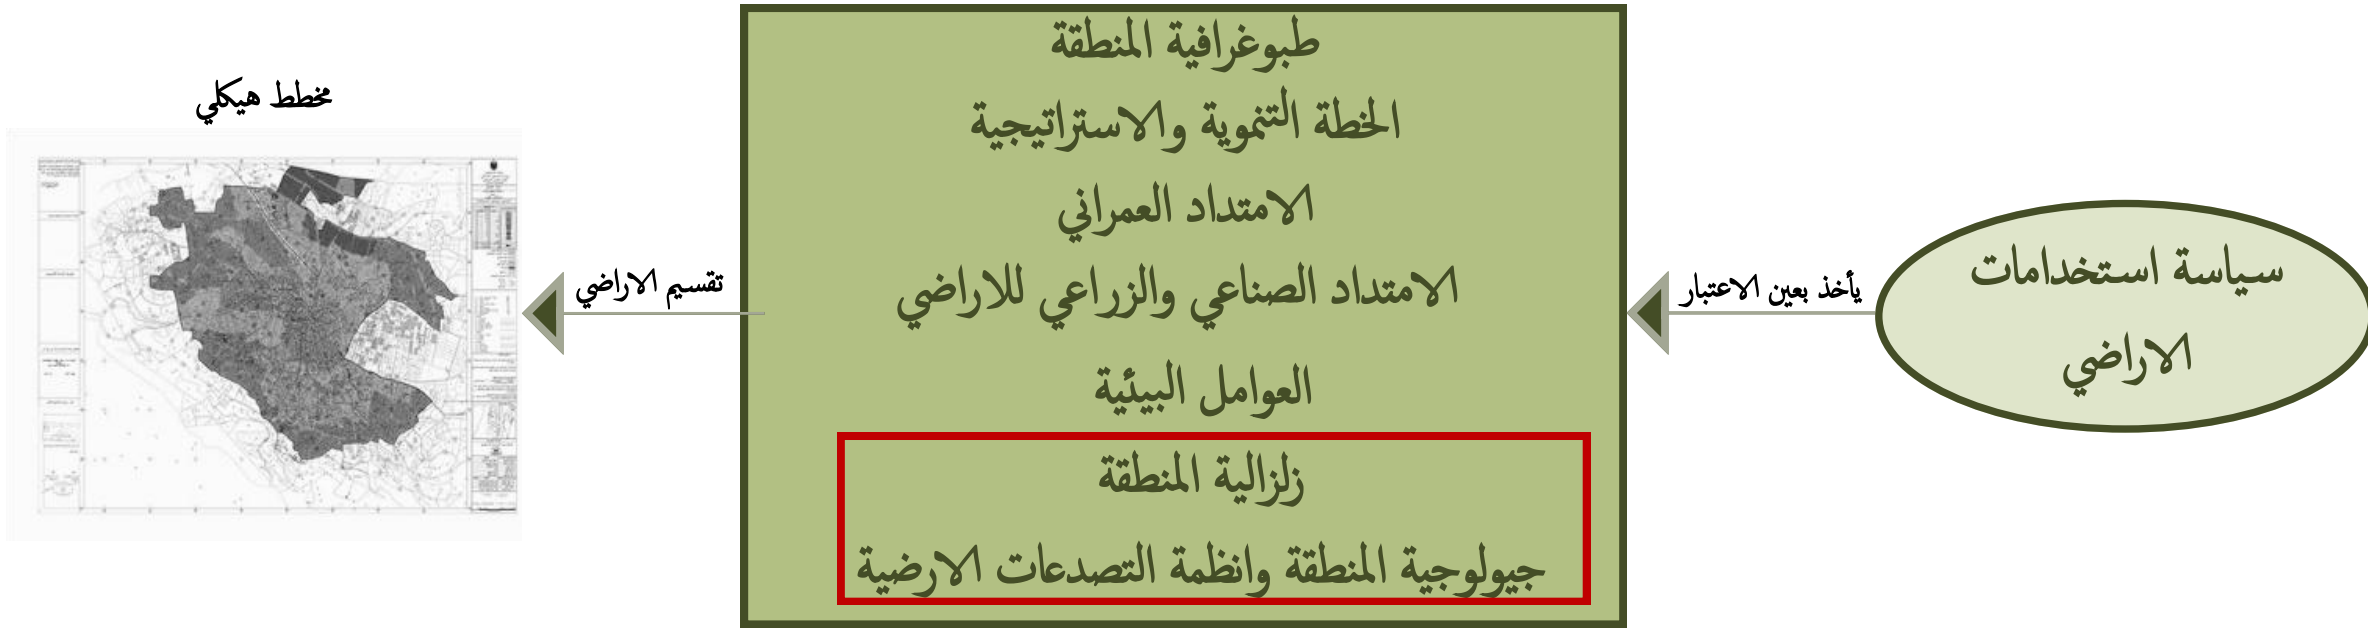 سياسة استخدامات
الاراضي
يأخذ بعين الاعتبار
طبوغرافية المنطقة
الخطة التنموية والاستراتيجية
الامتداد العمراني
الامتداد الصناعي والزراعي للاراضي
العوامل البيئية
زلزالية المنطقة
جيولوجية المنطقة وانظمة التصدعات الارضية
تقسيم الاراضي
مخطط هيكلي